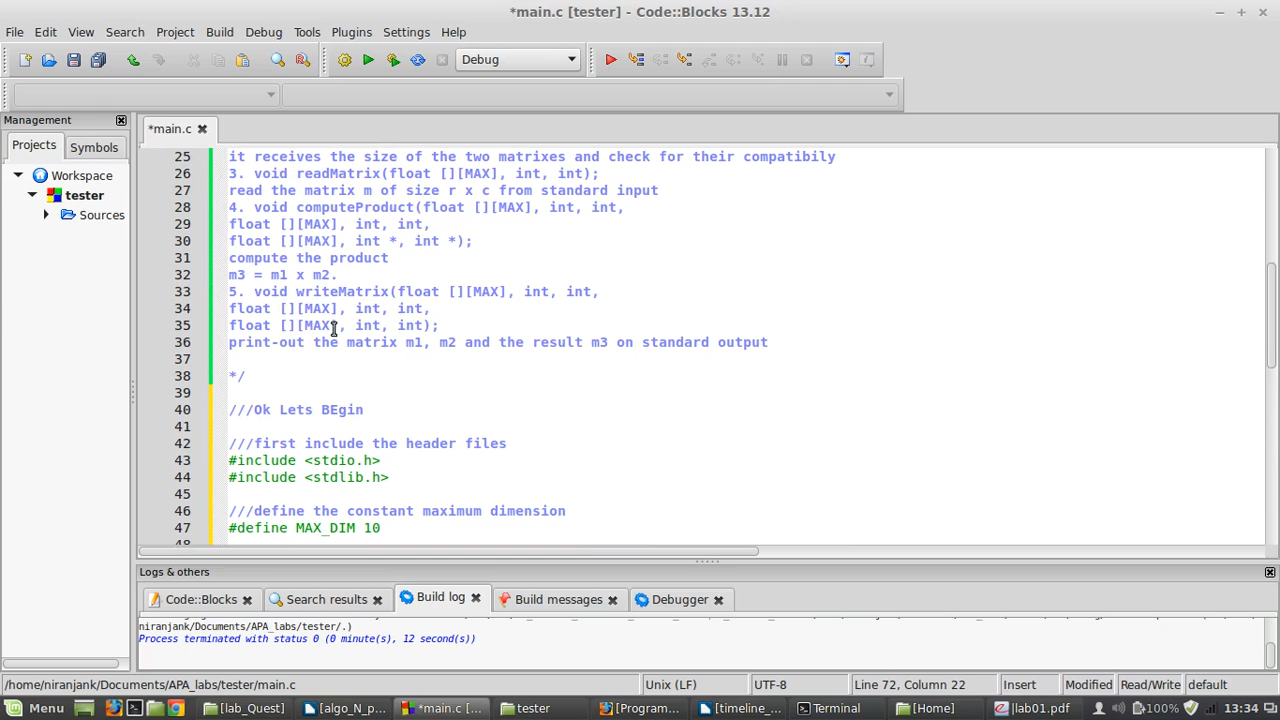 *main.c [tester] - Code::Blocks 13.12
File Edit View Search Project Build Debug Tools Plugins Settings Help
Debug
Management
*main.c
Projects Symbols
Workspace
tester
Sources
25 it receives the size of the two matrixes and check for their compatibily
26 3. void readMatrix(float [][MAX], int, int);
27 read the matrix m of size r x c from standard input
28 4. void computeProduct(float [][MAX], int, int,
29 float [][MAX], int, int,
30 float [][MAX], int *, int *);
31 compute the product
32 m3 = m1 x m2.
33 5. void writeMatrix(float [][MAX], int, int,
34 float [][MAX], int, int,
35 float [][MAX], int, int);
36 print-out the matrix m1, m2 and the result m3 on standard output
37
38 */
39
40 ///Ok Lets BEgin
41
42 ///first include the header files
43 #include <stdio.h>
44 #include <stdlib.h>
45
46 ///define the constant maximum dimension
47 #define MAX_DIM 10
48
Logs & others
Code::Blocks Search results Build log Build messages Debugger
niranjank/Documents/APA_labs/tester/.)
Process terminated with status 0 (0 minute(s), 12 second(s))
/home/niranjank/Documents/APA_labs/tester/main.c Unix (LF) UTF-8 Line 72, Column 22 Insert Modified Read/Write default
Menu [lab_Quest] [algo_N_p... *main.c [... tester [Program... [timeline_... Terminal [Home] lab01.pdf 100% 13:34